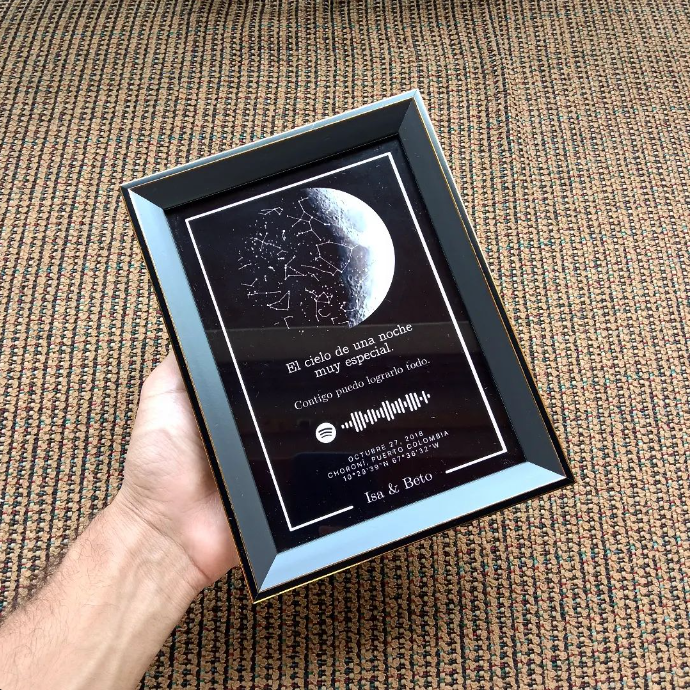 El cielo de una noche
muy especial.
Contigo puedo lograrlo todo.
OCTUBRE 27, 2018
CHORONI, PUERTO COLOMBIA
10°29'39"N 67°36'32"W
Isa & Beto